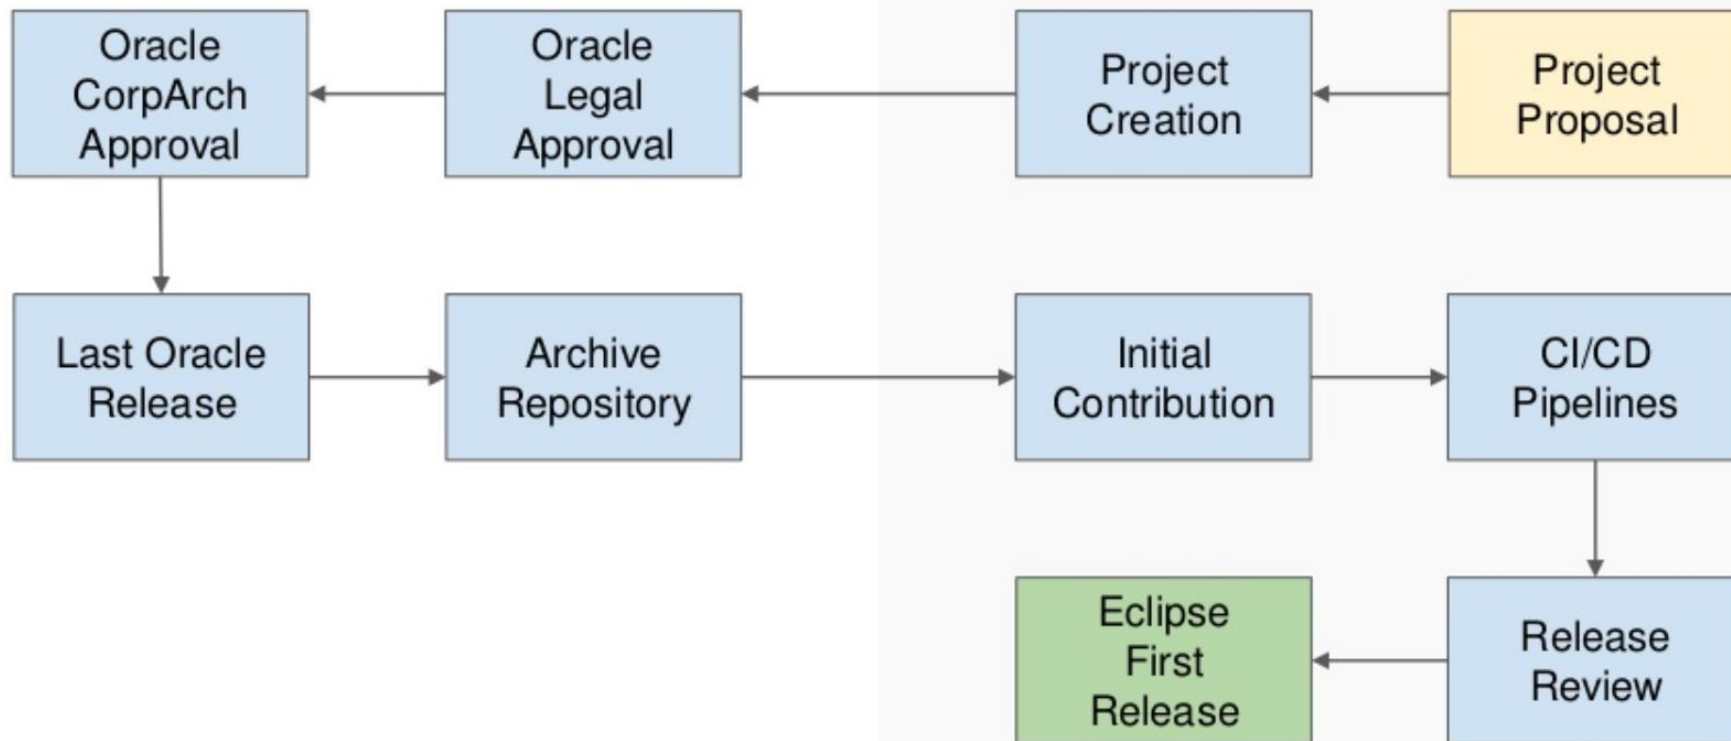 Oracle
CorpArch
Approval
Oracle
Legal
Approval
Project
Creation
Project
Proposal
Last Oracle
Release
Archive
Repository
Initial
Contribution
CI/CD
Pipelines
Eclipse
First
Release
Release
Review